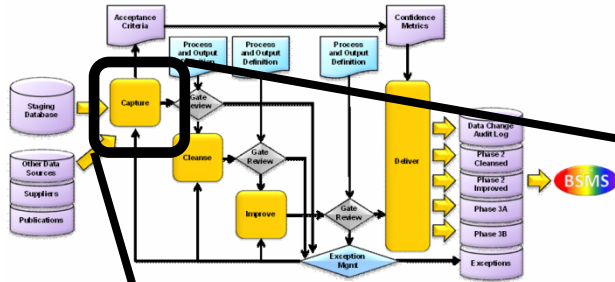 Acceptance
Criteria
Confidence
Metrics
Process
and Output
Definition
Process
and Output
Definition
Process
and Output
Definition
Staging
Database
Capture
Gate
Review
Cleanse
Gate
Review
Improve
Gate
Review
Deliver
Exception
Mgmt
Other Data
Sources
Suppliers
Publications
Data Change
Audit Log
Phase 2
Cleansed
Phase 2
Improved
Phase 3A
Phase 3B
Exceptions
BSMS